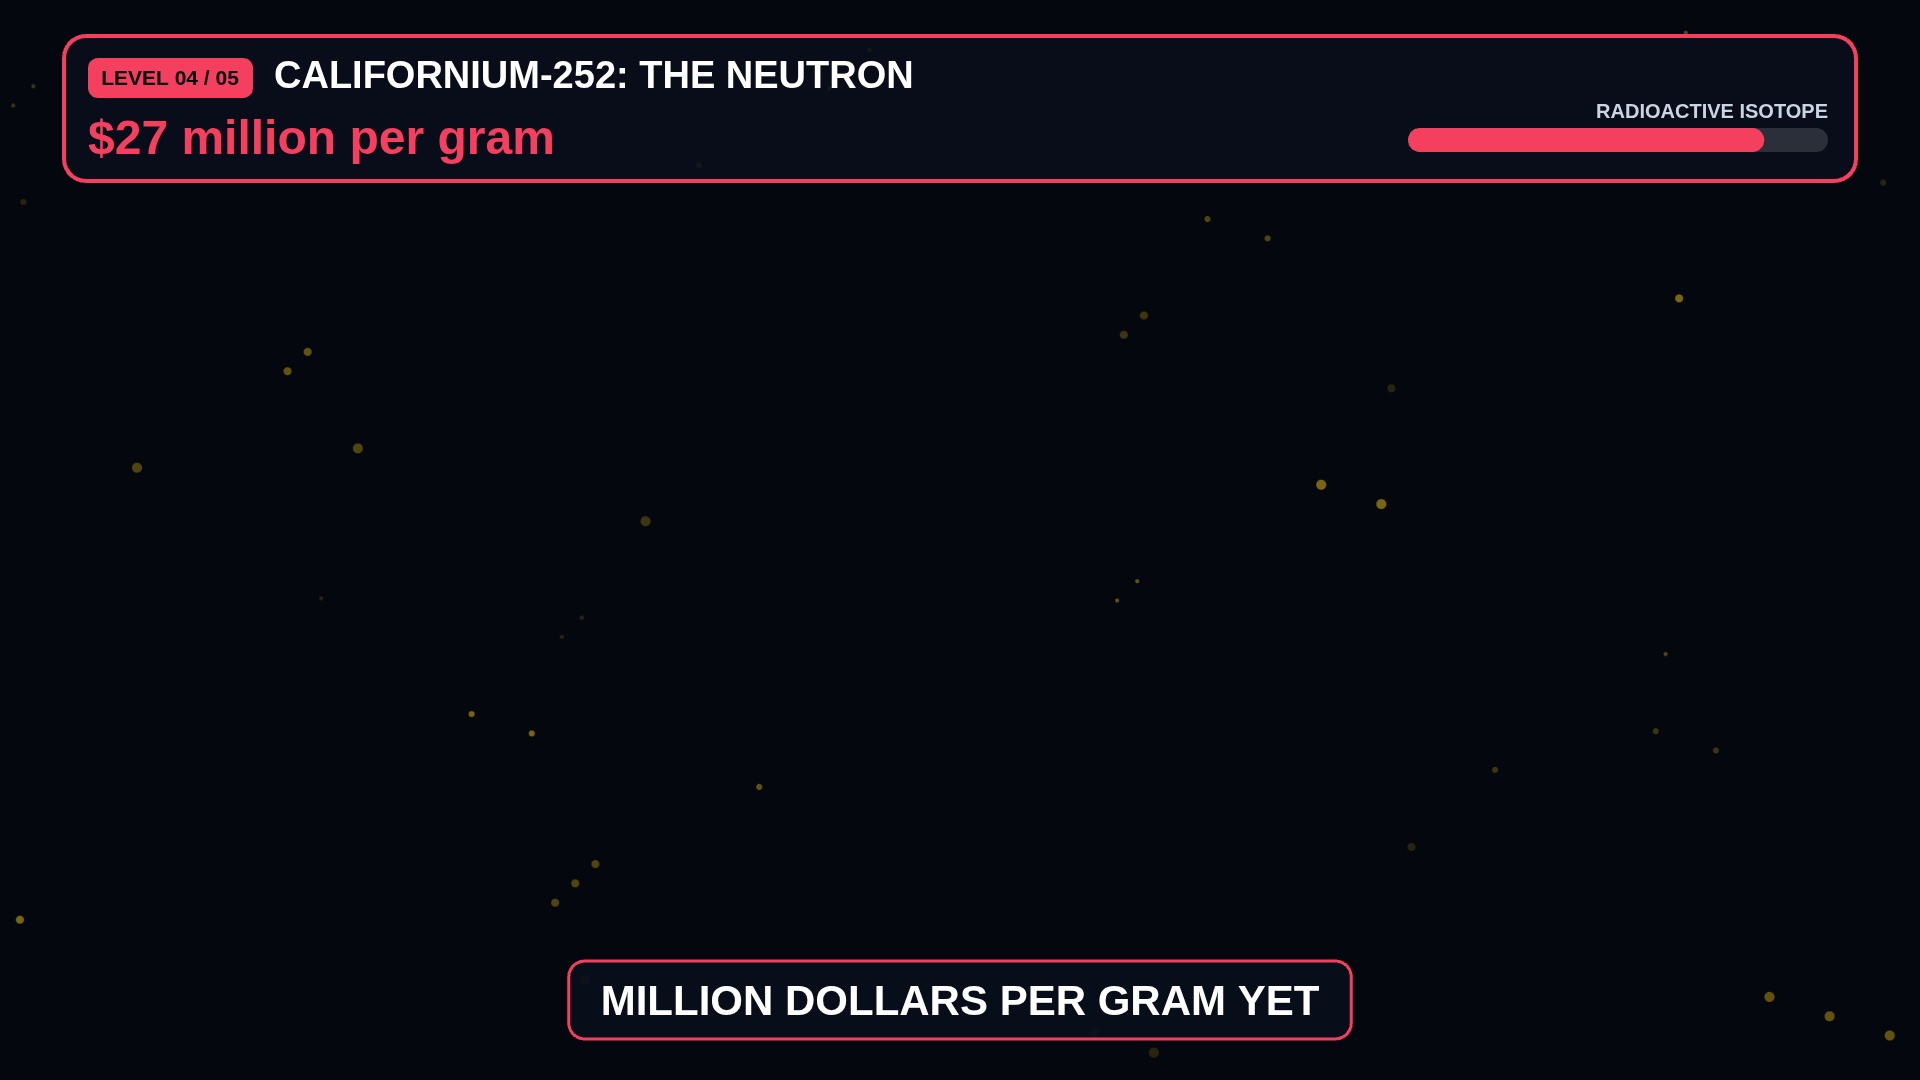 LEVEL 04 / 05
CALIFORNIUM-252: THE NEUTRON
$27 million per gram
RADIOACTIVE ISOTOPE
MILLION DOLLARS PER GRAM YET